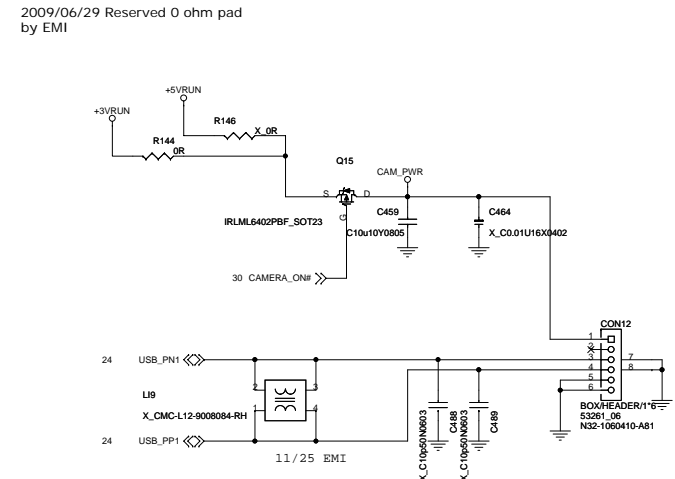 2009/06/29 Reserved 0 ohm pad
by EMI
+5VRUN
+3VRUN
R146
X_0R
R144
0R
Q15
CAM_PWR
S
D
G
C459
C464
IRLML6402PBF_SOT23
C10u10Y0805
X_C0.01U16X0402
30 CAMERA_ON#
CON12
1
2
3
4
5
6
7
8
24 USB_PN1
2
3
LI9
1
4
X_CMC-L12-9008084-RH
24 USB_PP1
11/25 EMI
X_C10p50N0603
C488
X_C10p50N0603
C489
BOX/HEADER/1*6
53261_06
N32-1060410-A81